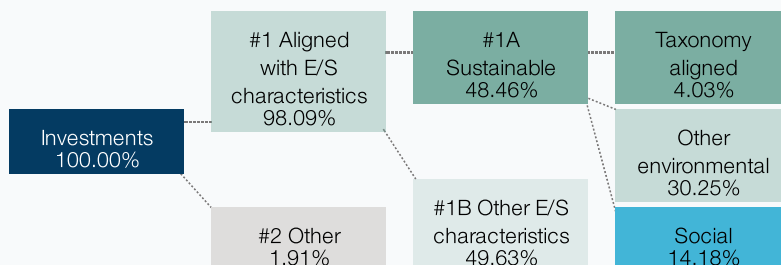 #1 Aligned
with E/S
characteristics
98.09%
#1A
Sustainable
48.46%
Taxonomy
aligned
4.03%
Investments
100.00%
Other
environmental
30.25%
#2 Other
1.91%
#1B Other E/S
characteristics
49.63%
Social
14.18%